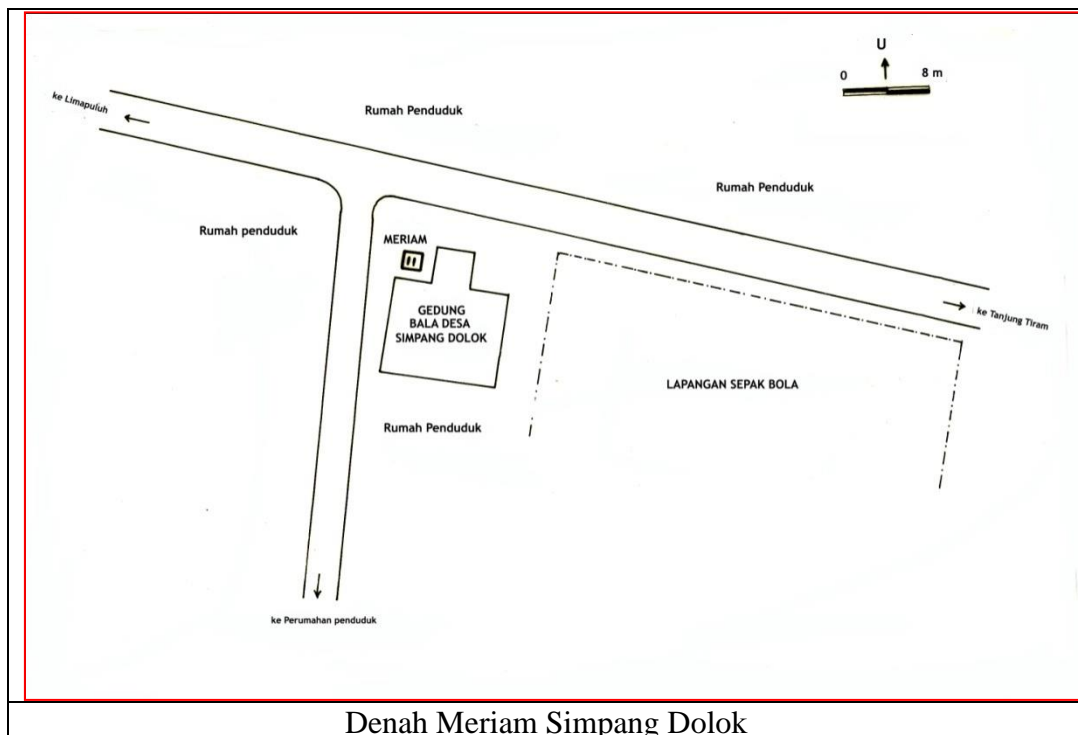 U
0 8 m
ke Limapuluh
Rumah Penduduk
Rumah Penduduk
Rumah penduduk
MERIAM
GEDUNG
BALA DESA
SIMPANG DOLOK
ke Tanjung Tiram
LAPANGAN SEPAK BOLA
Rumah Penduduk
ke Perumahan penduduk
Denah Meriam Simpang Dolok